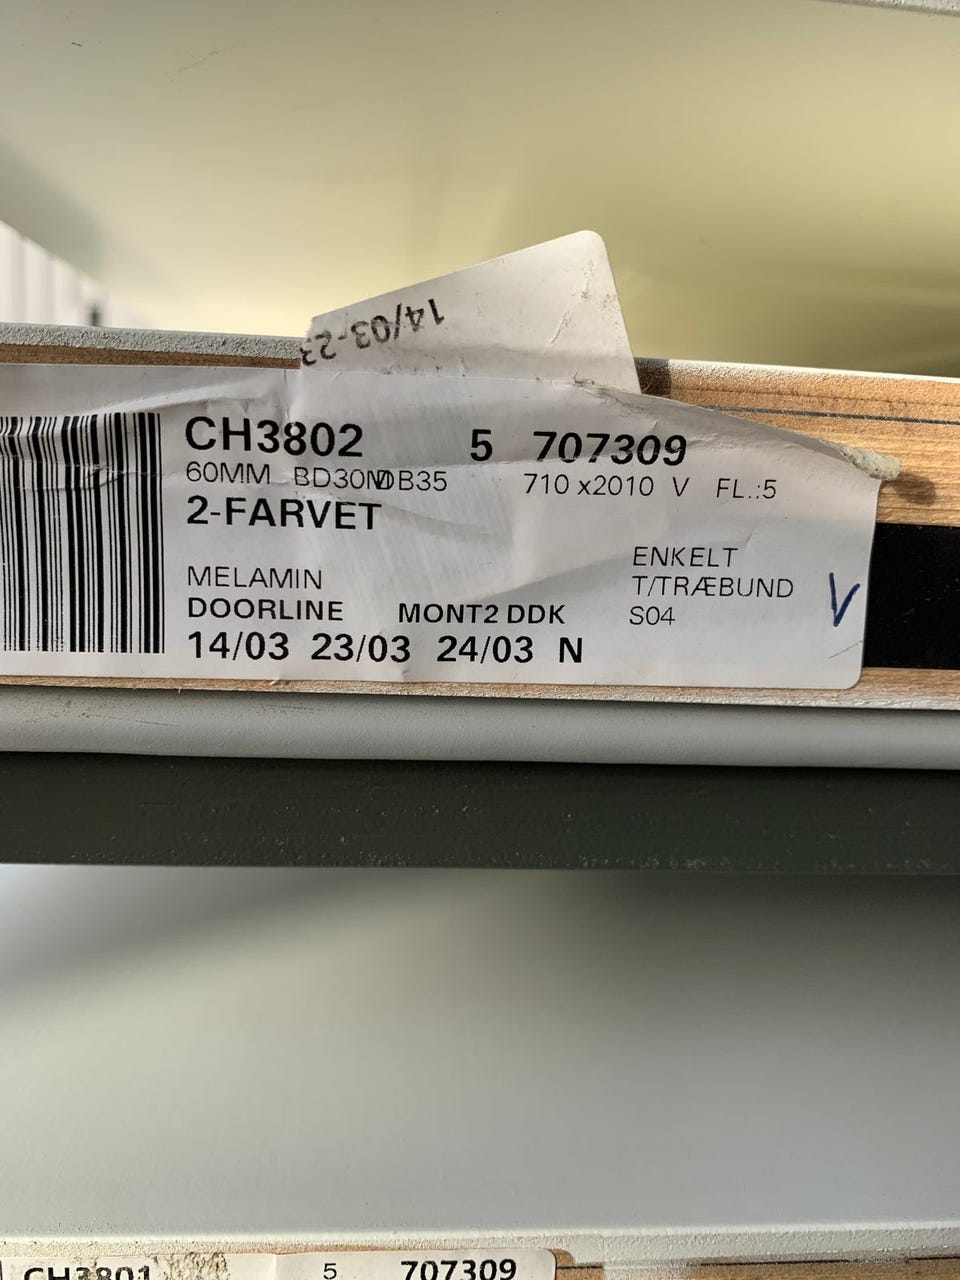 14/03-23
CH3802 5 707309
60MM BD30 DB35 710 x2010 V FL.:5
2-FARVET
ENKELT
MELAMIN T/TRÆBUND
DOORLINE MONT2 DDK S04
V
14/03 23/03 24/03 N
CH3801 5 707309